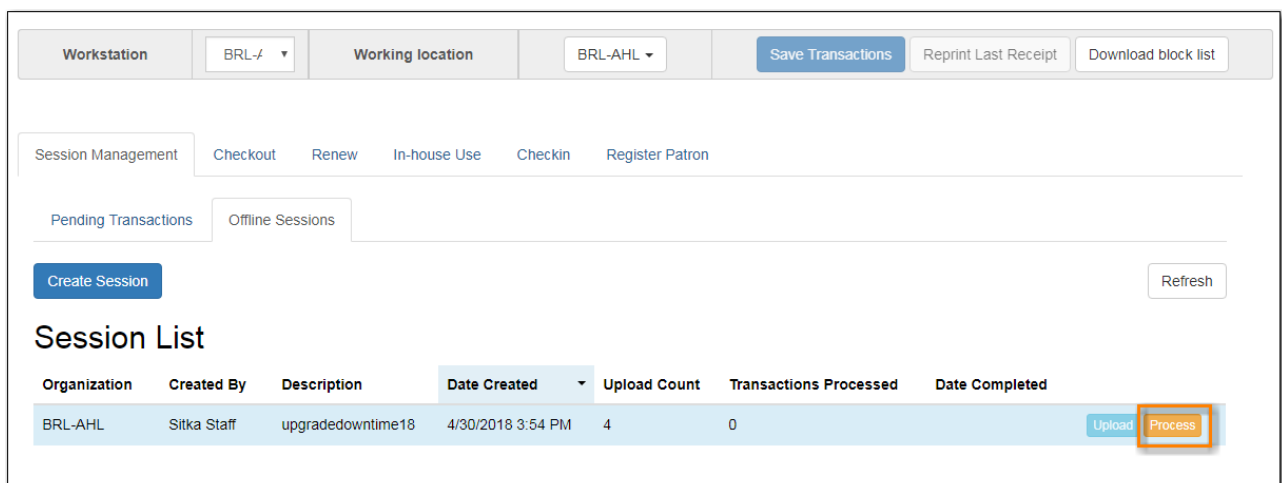 Workstation BRL-A Working location BRL-AHL Save Transactions Reprint Last Receipt Download block list
Session Management Checkout Renew In-house Use Checkin Register Patron
Pending Transactions Offline Sessions
Create Session Refresh
Session List
Organization Created By Description Date Created Upload Count Transactions Processed Date Completed
BRL-AHL Sitka Staff upgradedowntime18 4/30/2018 3:54 PM 4 0 Upload Process